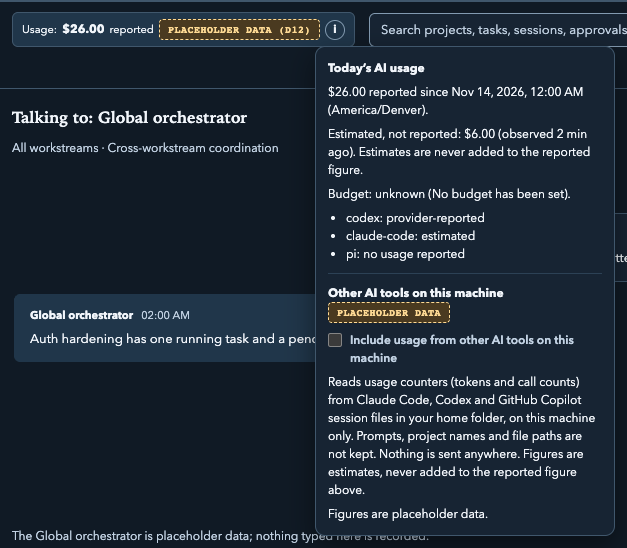 Usage: $26.00 reported PLACEHOLDER DATA (D12) i
Search projects, tasks, sessions, approvals
Today's AI usage
$26.00 reported since Nov 14, 2026, 12:00 AM
(America/Denver).
Estimated, not reported: $6.00 (observed 2 min
ago). Estimates are never added to the reported
figure.
Budget: unknown (No budget has been set).
• codex: provider-reported
• claude-code: estimated
• pi: no usage reported
Other AI tools on this machine
PLACEHOLDER DATA
Include usage from other AI tools on this
machine
Reads usage counters (tokens and call counts)
from Claude Code, Codex and GitHub Copilot
session files in your home folder, on this machine
only. Prompts, project names and file paths are
not kept. Nothing is sent anywhere. Figures are
estimates, never added to the reported figure
above.
Figures are placeholder data.
Talking to: Global orchestrator
All workstreams · Cross-workstream coordination
Global orchestrator 02:00 AM
Auth hardening has one running task and a
The Global orchestrator is placeholder data; nothing typed here is recorded.